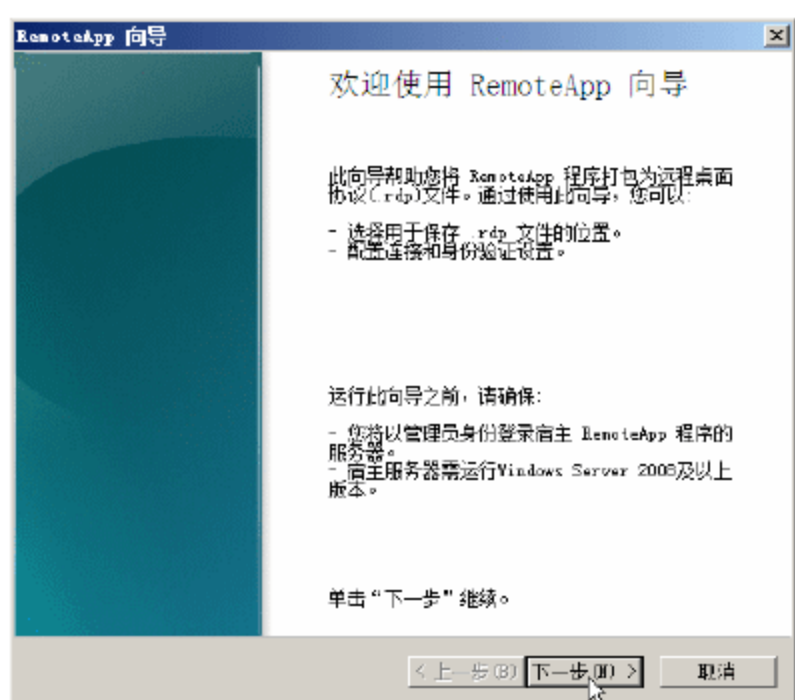 RemoteApp 向导
欢迎使用 RemoteApp 向导
此向导帮助您将 RemoteApp 程序打包为远程桌面
协议(.rdp)文件。通过使用此向导，您可以:
- 选择用于保存 .rdp 文件的位置。
- 配置连接和身份验证设置。
运行此向导之前，请确保:
- 您将以管理员身份登录宿主 RemoteApp 程序的
服务器。
- 宿主服务器需运行Windows Server 2008及以上
版本。
单击“下一步”继续。
< 上一步(B) 下一步(N) > 取消